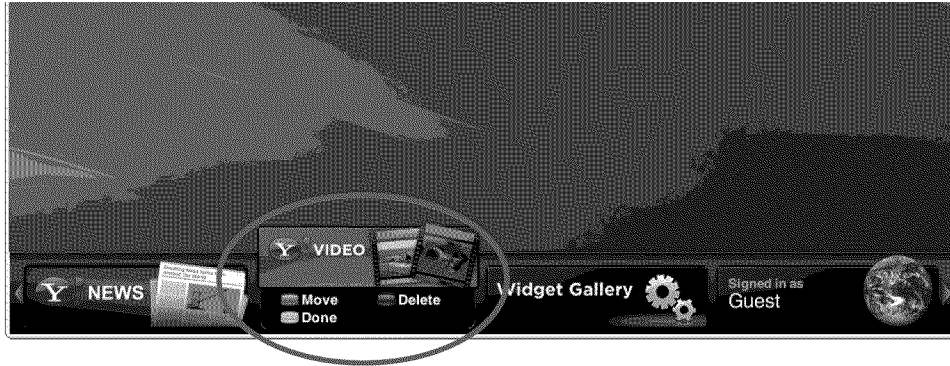 Y NEWS
Y VIDEO
Move
Delete
Done
Widget Gallery
Signed in as
Guest